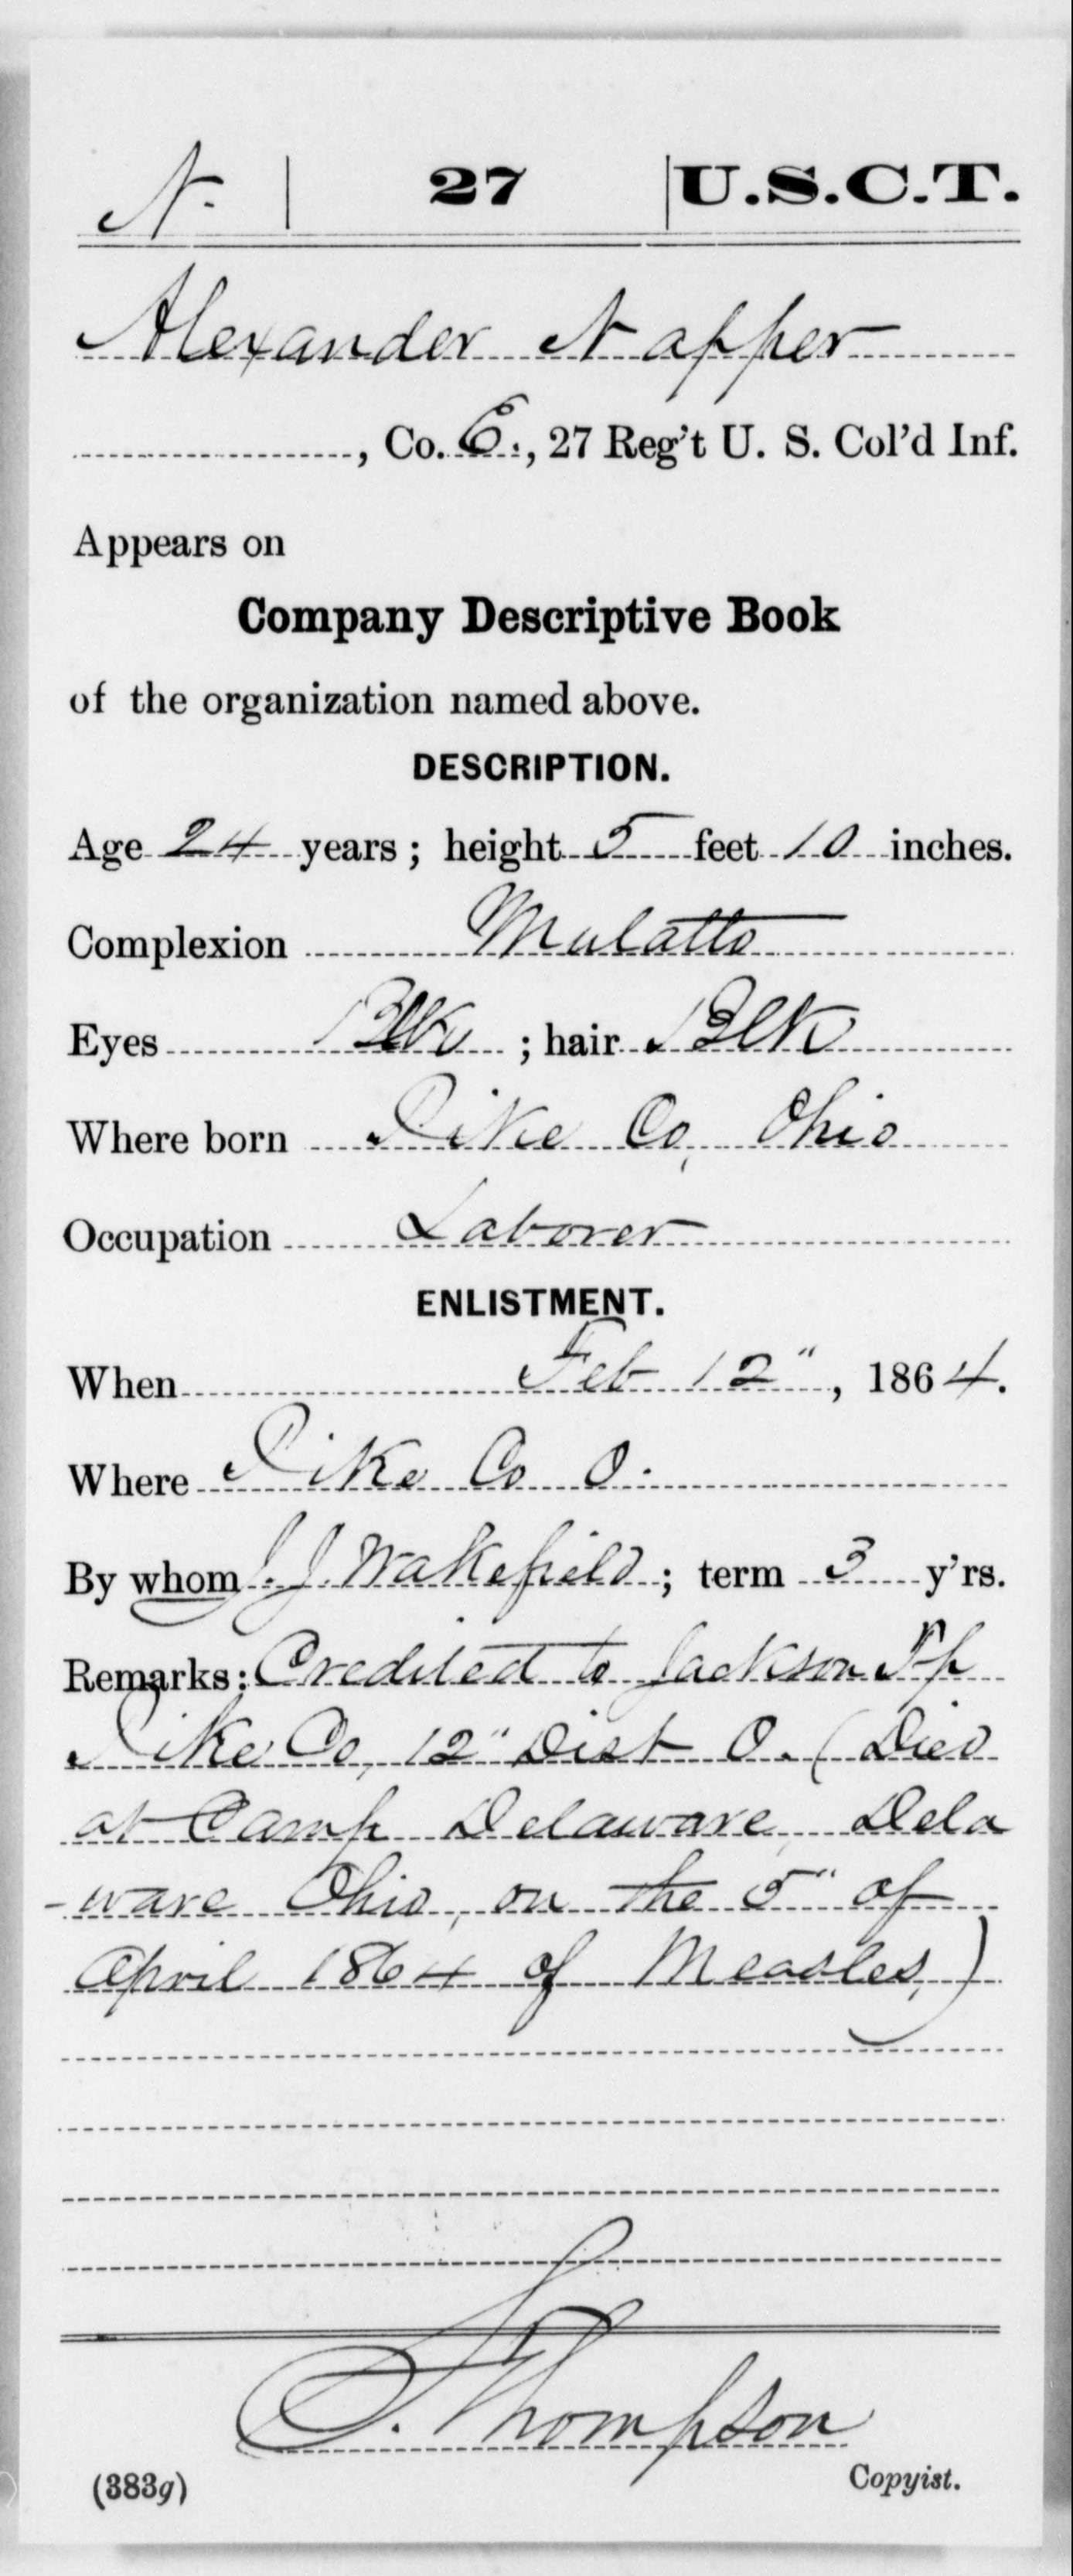 N. 27 U.S.C.T.
Alexander Napper
, Co. E., 27 Reg't U. S. Col'd Inf.
Appears on
Company Descriptive Book
of the organization named above.
DESCRIPTION.
Age 24 years; height 5 feet 10 inches.
Complexion Mulatto
Eyes Blk; hair Blk
Where born Pike Co, Ohio
Occupation Laborer
ENLISTMENT.
When Feb 12", 1864.
Where Pike Co O.
By whom J. J. Wakefield; term 3 y'rs.
Remarks: Credited to Jackson Tp
Pike Co, 12" Dist O. (Died
at Camp Delaware, Dela
-ware Ohio, on the 5" of
April 1864 of Measles,)
S. Thompson
(383g) Copyist.